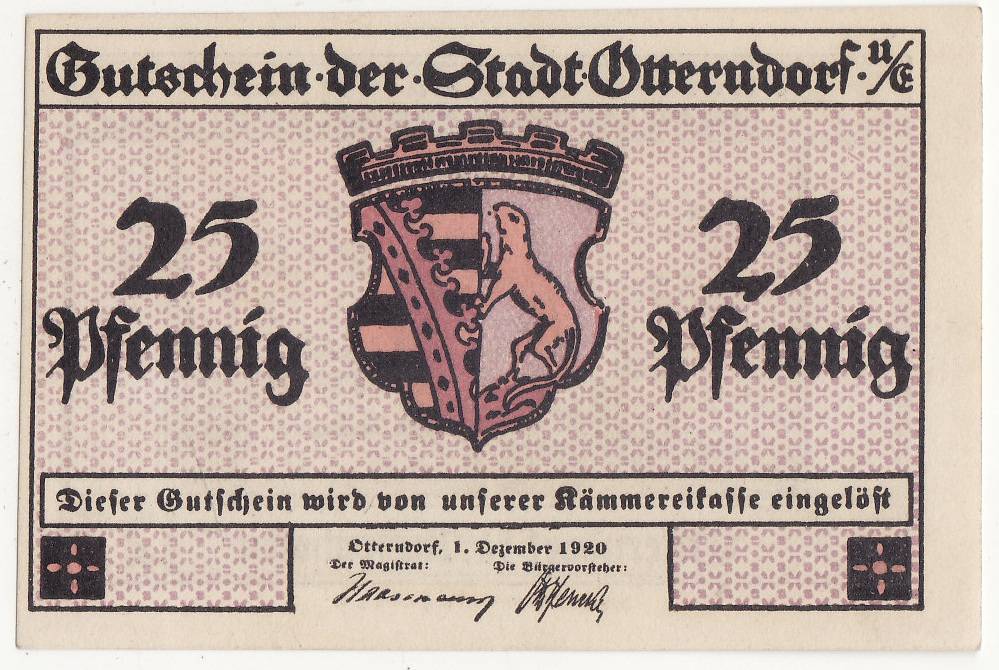 Gutschein · der · Stadt · Otterndorf · u/E
25 Pfennig
25 Pfennig
Dieser Gutschein wird von unserer Kämmereikasse eingelöst
Otterndorf, 1. Dezember 1920
Der Magistrat: Die Bürgervorsteher: